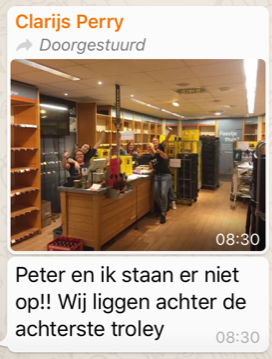 Clarijs Perry
Doorgestuurd
08:30
Peter en ik staan er niet
op!! Wij liggen achter de
achterste troley
08:30